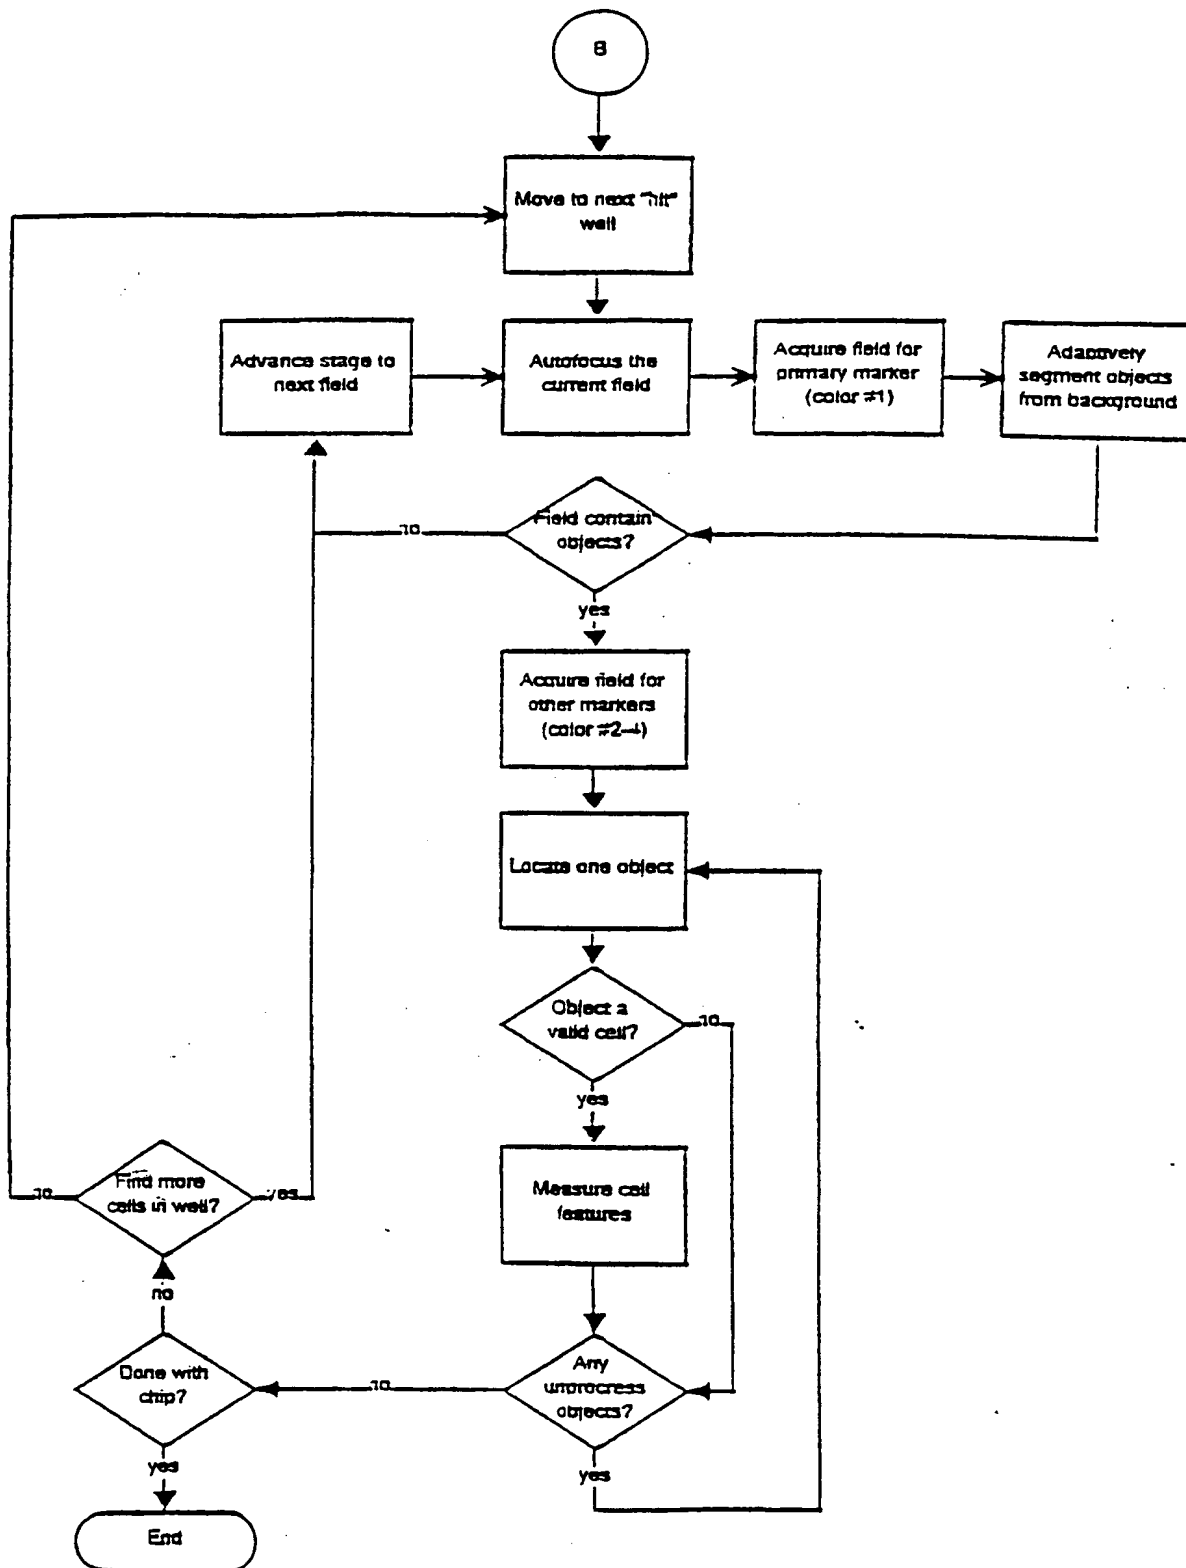 B
Move to next "hit"
well
Advance stage to
next field
Autofocus the
current field
Acquire field for
primary marker
(color #1)
Adaptively
segment objects
from background
Field contain
objects?
no
yes
Acquire field for
other markers
(color #2-4)
Locate one object
Object a
valid cell?
no
yes
Measure cell
features
Find more
cells in well?
no
yes
no
Done with
chip?
no
Any
unprocress
objects?
yes
yes
End